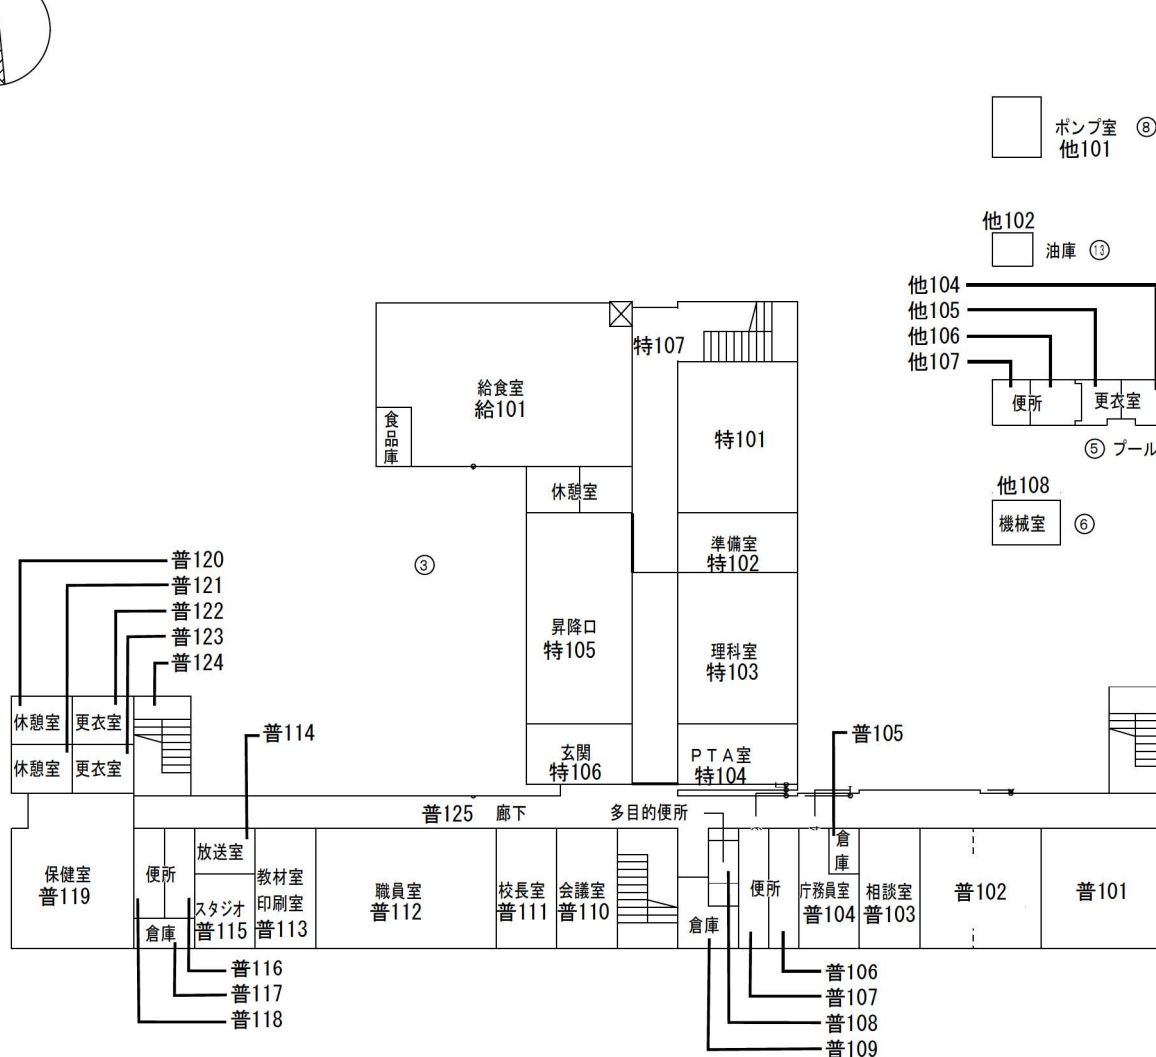 ポンプ室 ⑧
他101
他102
油庫 ⑬
他104
他105
他106
他107
便所
更衣室
⑤ プール
他108
機械室 ⑥
給食室
給101
食品庫
特107
特101
休憩室
準備室
特102
③
昇降口
特105
理科室
特103
玄関
特106
PTA室
特104
普120
普121
普122
普123
普124
休憩室
更衣室
休憩室
更衣室
普114
普105
普125 廊下
多目的便所
保健室
普119
便所
放送室
スタジオ
普115
倉庫
教材室
印刷室
普113
職員室
普112
校長室
普111
会議室
普110
倉庫
便所
庁務員室
普104
倉庫
相談室
普103
普102
普101
普116
普117
普118
普106
普107
普108
普109